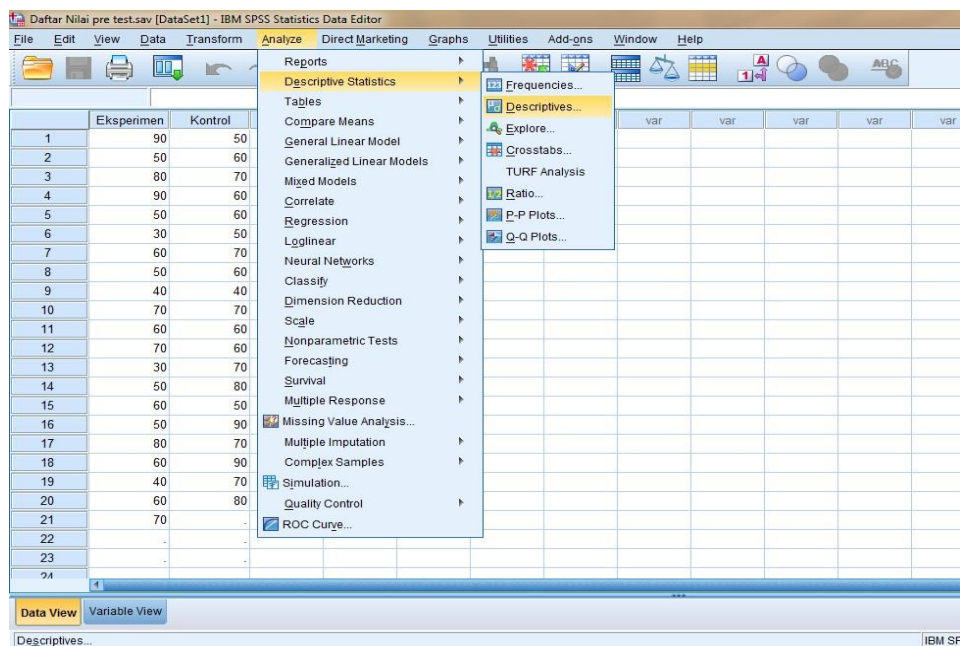 Daftar Nilai pre test.sav [DataSet1] - IBM SPSS Statistics Data Editor
File Edit View Data Transform Analyze Direct Marketing Graphs Utilities Add-ons Window Help
Reports
Descriptive Statistics
Tables
Compare Means
General Linear Model
Generalized Linear Models
Mixed Models
Correlate
Regression
Loglinear
Neural Networks
Classify
Dimension Reduction
Scale
Nonparametric Tests
Forecasting
Survival
Multiple Response
Missing Value Analysis...
Multiple Imputation
Complex Samples
Simulation...
Quality Control
ROC Curve...
Frequencies...
Descriptives...
Explore...
Crosstabs...
TURF Analysis
Ratio...
P-P Plots...
Q-Q Plots...
Eksperimen Kontrol var var var var var
1 90 50
2 50 60
3 80 70
4 90 60
5 50 60
6 30 50
7 60 70
8 50 60
9 40 40
10 70 70
11 60 60
12 70 60
13 30 70
14 50 80
15 60 50
16 50 90
17 80 70
18 60 90
19 40 70
20 60 80
21 70 .
22 . .
23 . .
24
Data View Variable View
Descriptives...
IBM SP